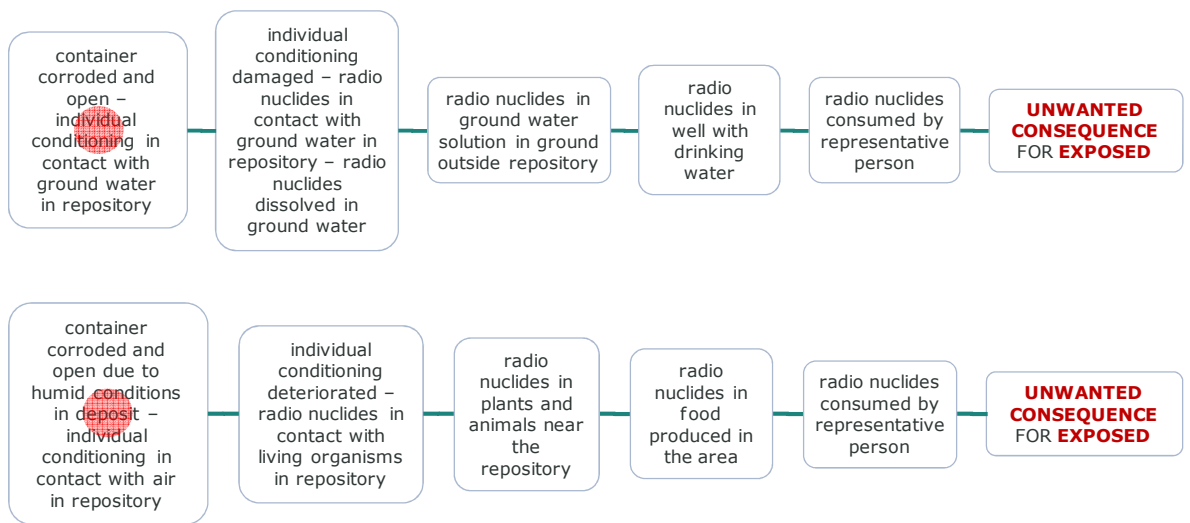 container
corroded and
open –
individual
conditioning in
contact with
ground water
in repository
individual
conditioning
damaged – radio
nuclides in
contact with
ground water in
repository – radio
nuclides
dissolved in
ground water
radio nuclides in
ground water
solution in ground
outside repository
radio
nuclides in
well with
drinking
water
radio nuclides
consumed by
representative
person
UNWANTED
CONSEQUENCE
FOR EXPOSED
container
corroded and
open due to
humid conditions
in deposit –
individual
conditioning in
contact with air
in repository
individual
conditioning
deteriorated –
radio nuclides in
contact with
living organisms
in repository
radio
nuclides in
plants and
animals near
the
repository
radio
nuclides in
food
produced in
the area
radio nuclides
consumed by
representative
person
UNWANTED
CONSEQUENCE
FOR EXPOSED